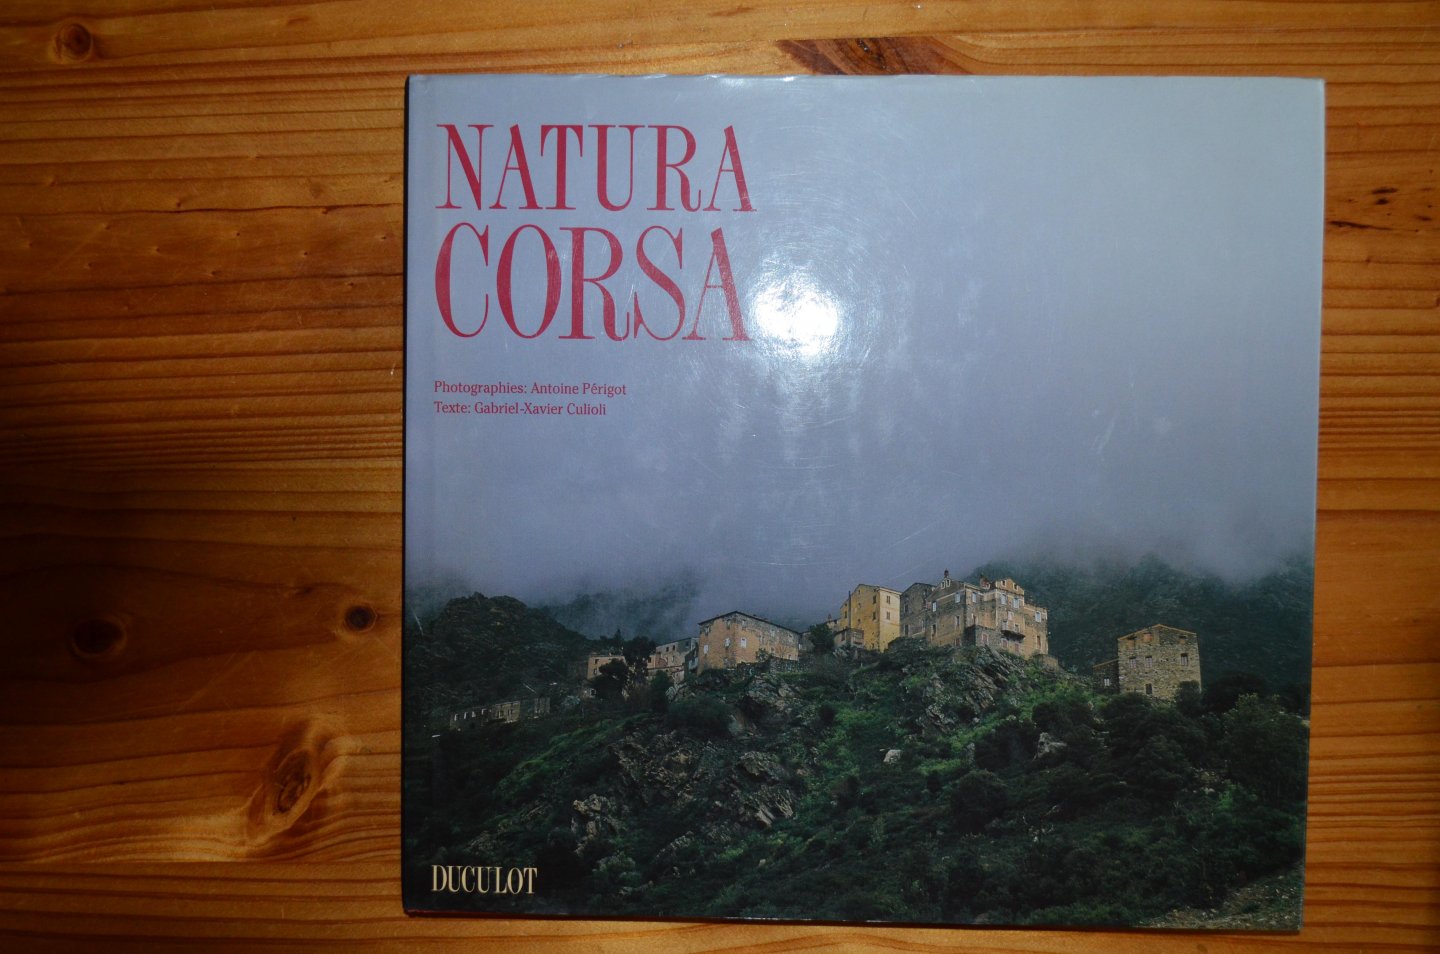 NATURA
CORSA
Photographies: Antoine Périgot
Texte: Gabriel-Xavier Culioli
DUCULOT